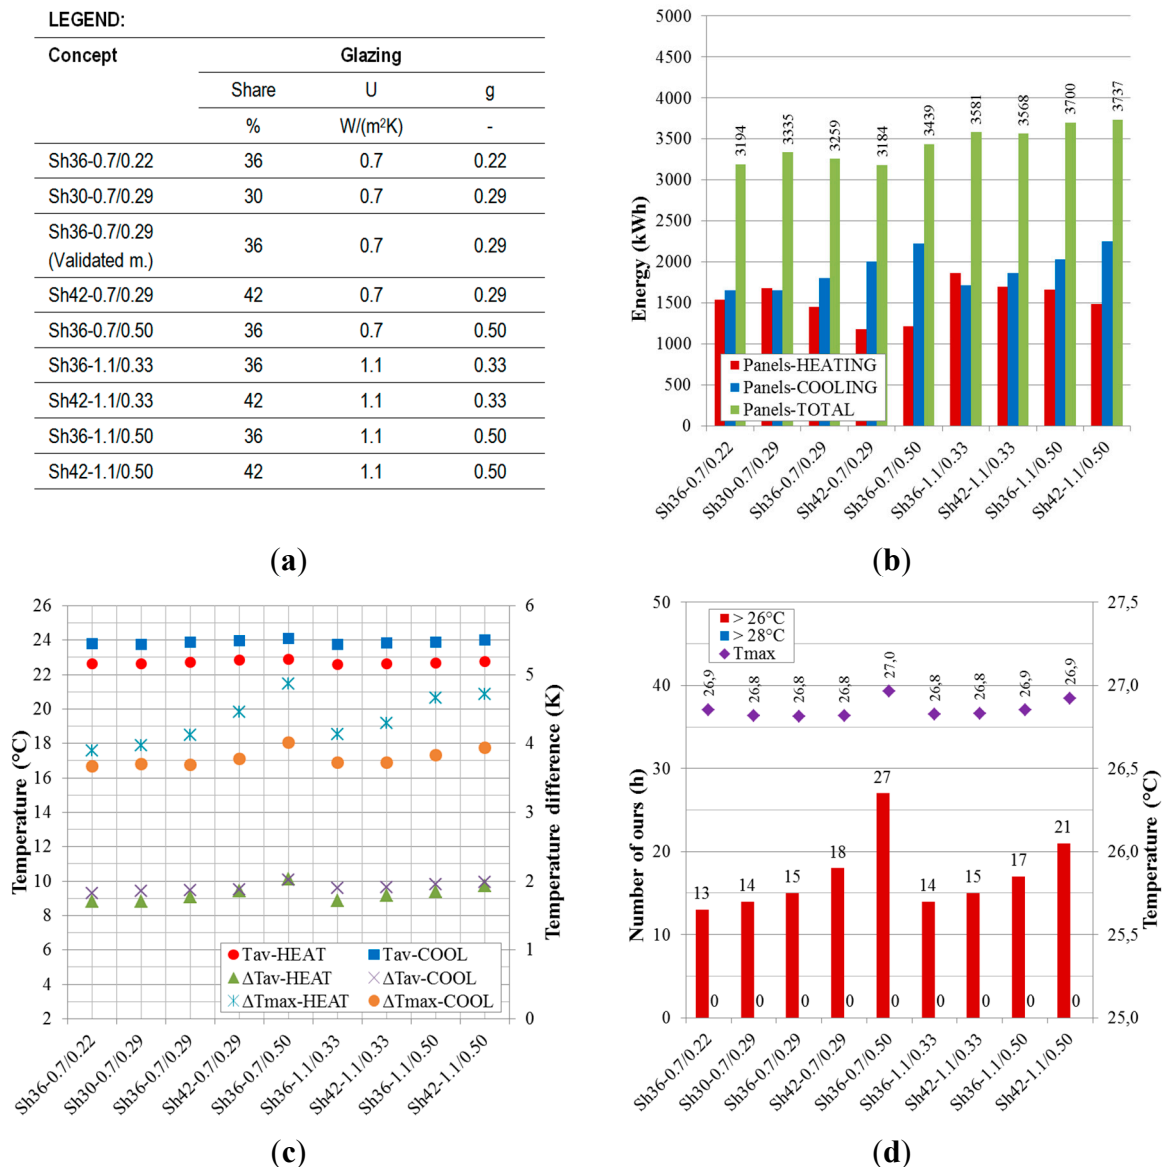 LEGEND:
Concept Glazing
Share U g
% W/(m²K) -
Sh36-0.7/0.22 36 0.7 0.22
Sh30-0.7/0.29 30 0.7 0.29
Sh36-0.7/0.29
(Validated m.) 36 0.7 0.29
Sh42-0.7/0.29 42 0.7 0.29
Sh36-0.7/0.50 36 0.7 0.50
Sh36-1.1/0.33 36 1.1 0.33
Sh42-1.1/0.33 42 1.1 0.33
Sh36-1.1/0.50 36 1.1 0.50
Sh42-1.1/0.50 42 1.1 0.50
(a)
Energy (kWh)
5000
4500
4000
3500
3000
2500
2000
1500
1000
500
0
3194 3335 3259 3184 3439 3581 3568 3700 3737
Panels-HEATING
Panels-COOLING
Panels-TOTAL
Sh36-0.7/0.22 Sh30-0.7/0.29 Sh36-0.7/0.29 Sh42-0.7/0.29 Sh36-0.7/0.50 Sh36-1.1/0.33 Sh42-1.1/0.33 Sh36-1.1/0.50 Sh42-1.1/0.50
(b)
Temperature (°C)
26
24
22
20
18
16
14
12
10
8
6
4
2
Temperature difference (K)
6
5
4
3
2
1
0
Tav-HEAT Tav-COOL
ΔTav-HEAT ΔTav-COOL
ΔTmax-HEAT ΔTmax-COOL
Sh36-0.7/0.22 Sh30-0.7/0.29 Sh36-0.7/0.29 Sh42-0.7/0.29 Sh36-0.7/0.50 Sh36-1.1/0.33 Sh42-1.1/0.33 Sh36-1.1/0.50 Sh42-1.1/0.50
(c)
Number of ours (h)
50
40
30
20
10
0
> 26°C
> 28°C
Tmax
26,9 26,8 26,8 26,8 27,0 26,8 26,8 26,9 26,9
13 14 15 18 27 14 15 17 21
0 0 0 0 0 0 0 0 0
Temperature (°C)
27,5
27,0
26,5
26,0
25,5
25,0
Sh36-0.7/0.22 Sh30-0.7/0.29 Sh36-0.7/0.29 Sh42-0.7/0.29 Sh36-0.7/0.50 Sh36-1.1/0.33 Sh42-1.1/0.33 Sh36-1.1/0.50 Sh42-1.1/0.50
(d)